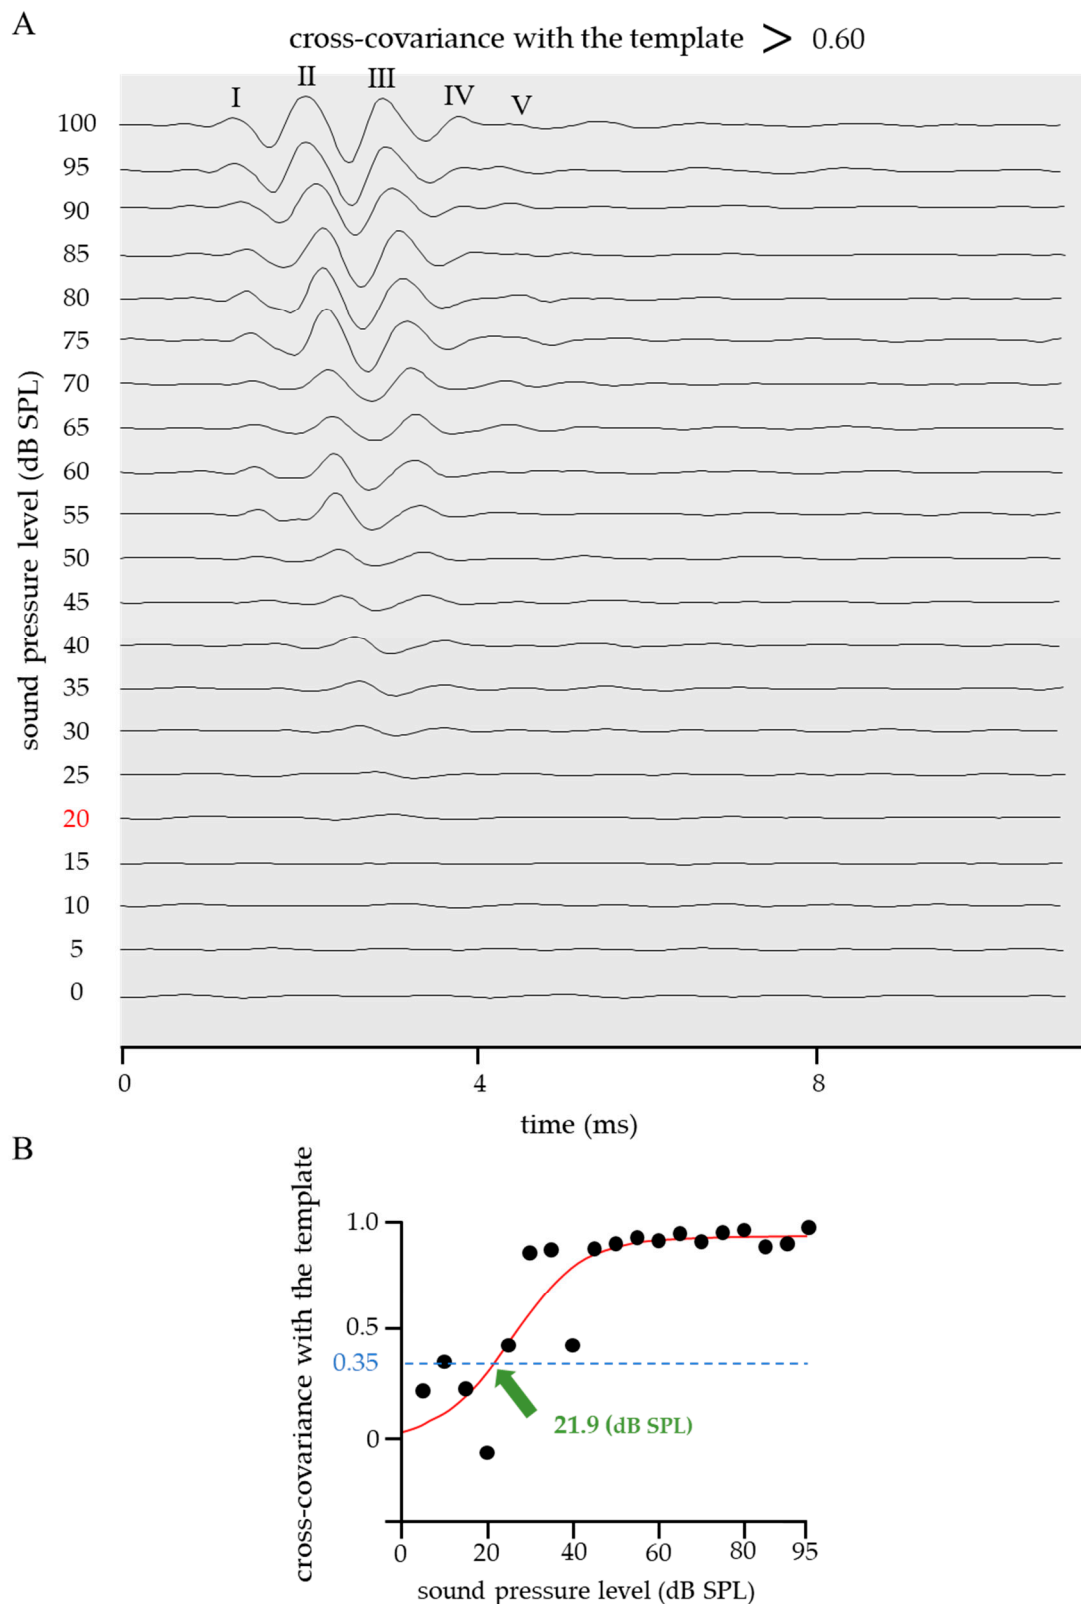 A
cross-covariance with the template > 0.60
I II III IV V
sound pressure level (dB SPL)
100
95
90
85
80
75
70
65
60
55
50
45
40
35
30
25
20
15
10
5
0
0 4 8
time (ms)
B
cross-covariance with the template
1.0
0.5
0.35
0
21.9 (dB SPL)
0 20 40 60 80 95
sound pressure level (dB SPL)